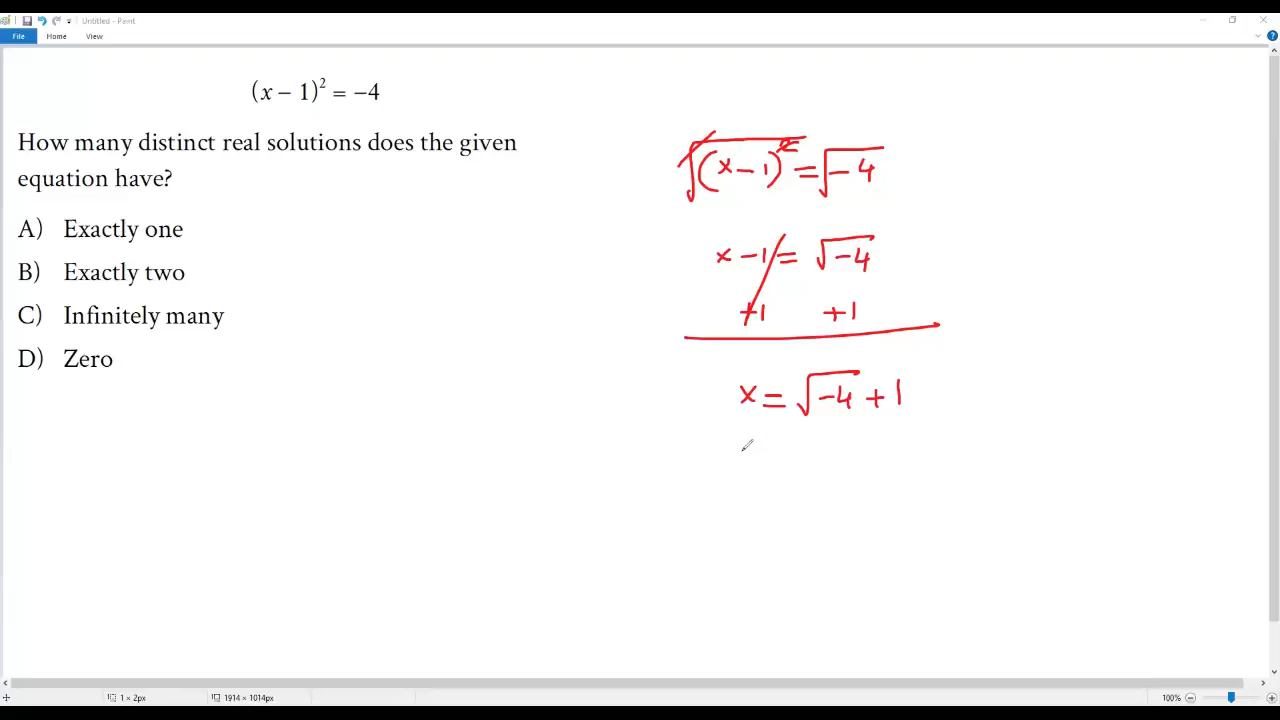 Untitled - Paint
File Home View
(x − 1)² = −4
How many distinct real solutions does the given
equation have?
A) Exactly one
B) Exactly two
C) Infinitely many
D) Zero
√(x−1)² = √−4
x −1 = √−4
+1 +1
x = √−4 + 1
1 × 2px 1914 × 1014px 100%